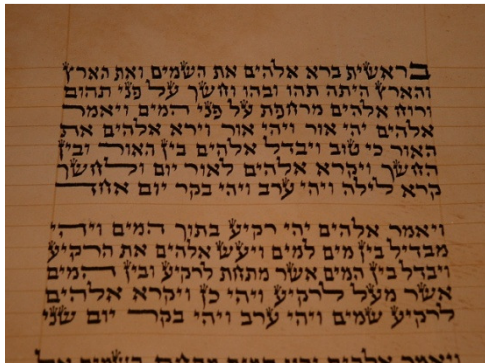 בראשית ברא אלהים את השמים ואת הארץ
והארץ היתה תהו ובהו וחשך על פני תהום
ורוח אלהים מרחפת על פני המים ויאמר
אלהים יהי אור ויהי אור וירא אלהים את
האור כי טוב ויבדל אלהים בין האור ובין
החשך ויקרא אלהים לאור יום ולחשך
קרא לילה ויהי ערב ויהי בקר יום אחד
ויאמר אלהים יהי רקיע בתוך המים ויהי
מבדיל בין מים למים ויעש אלהים את הרקיע
ויבדל בין המים אשר מתחת לרקיע ובין המים
אשר מעל לרקיע ויהי כן ויקרא אלהים
לרקיע שמים ויהי ערב ויהי בקר יום שני